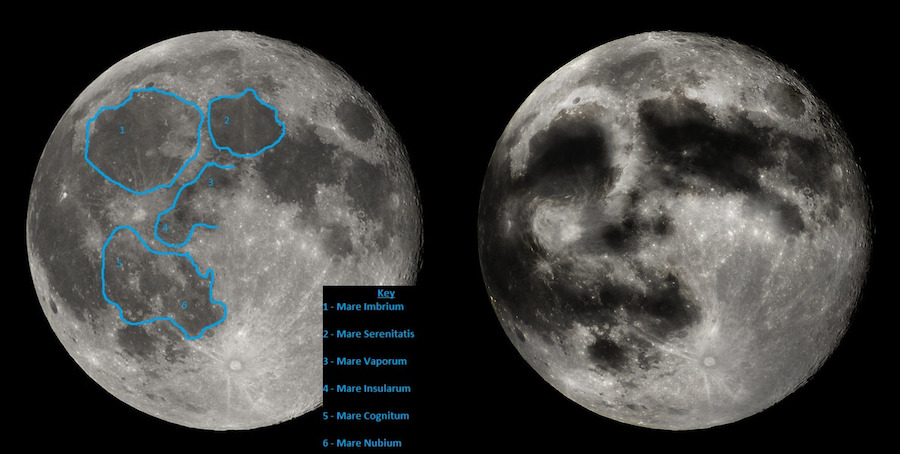 1
2
3
4
5
6
Key
1 - Mare Imbrium
2 - Mare Serenitatis
3 - Mare Vaporum
4 - Mare Insularum
5 - Mare Cognitum
6 - Mare Nubium